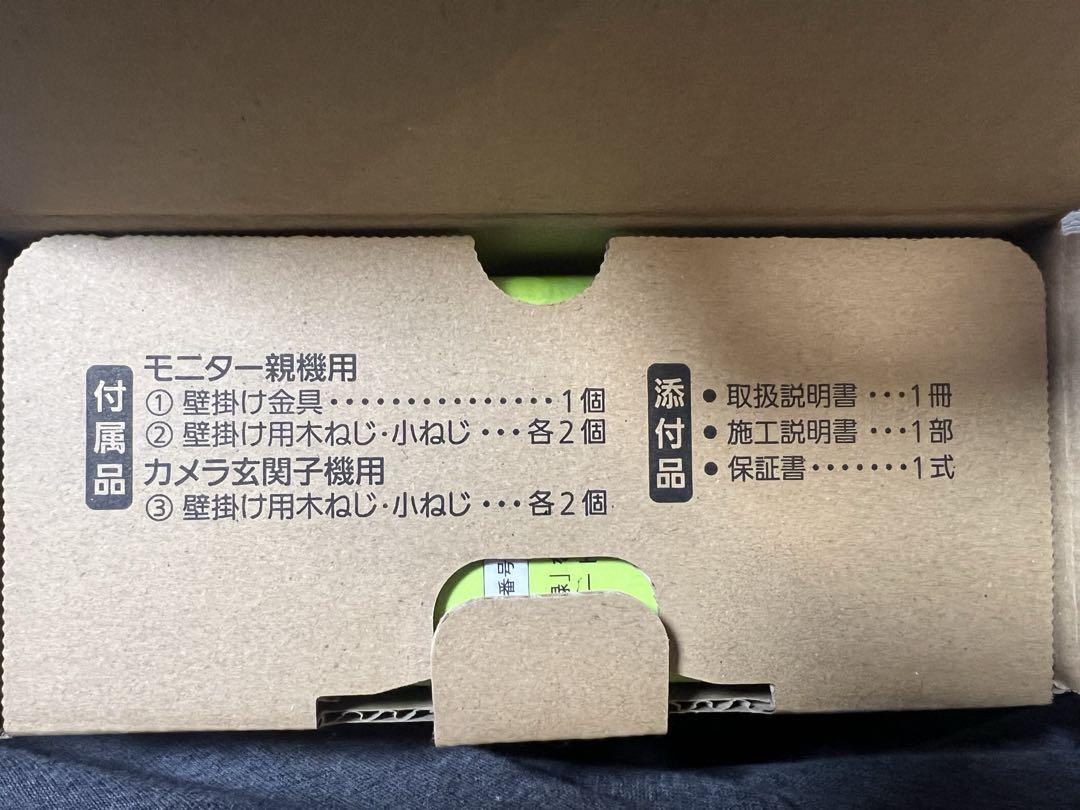 付属品
モニター親機用
① 壁掛け金具・・・・・・・・・・・・・・・1個
② 壁掛け用木ねじ・小ねじ・・・各2個
カメラ玄関子機用
③ 壁掛け用木ねじ・小ねじ・・・各2個
添付品
● 取扱説明書・・・1冊
● 施工説明書・・・1部
● 保証書・・・・・・・1式
番号